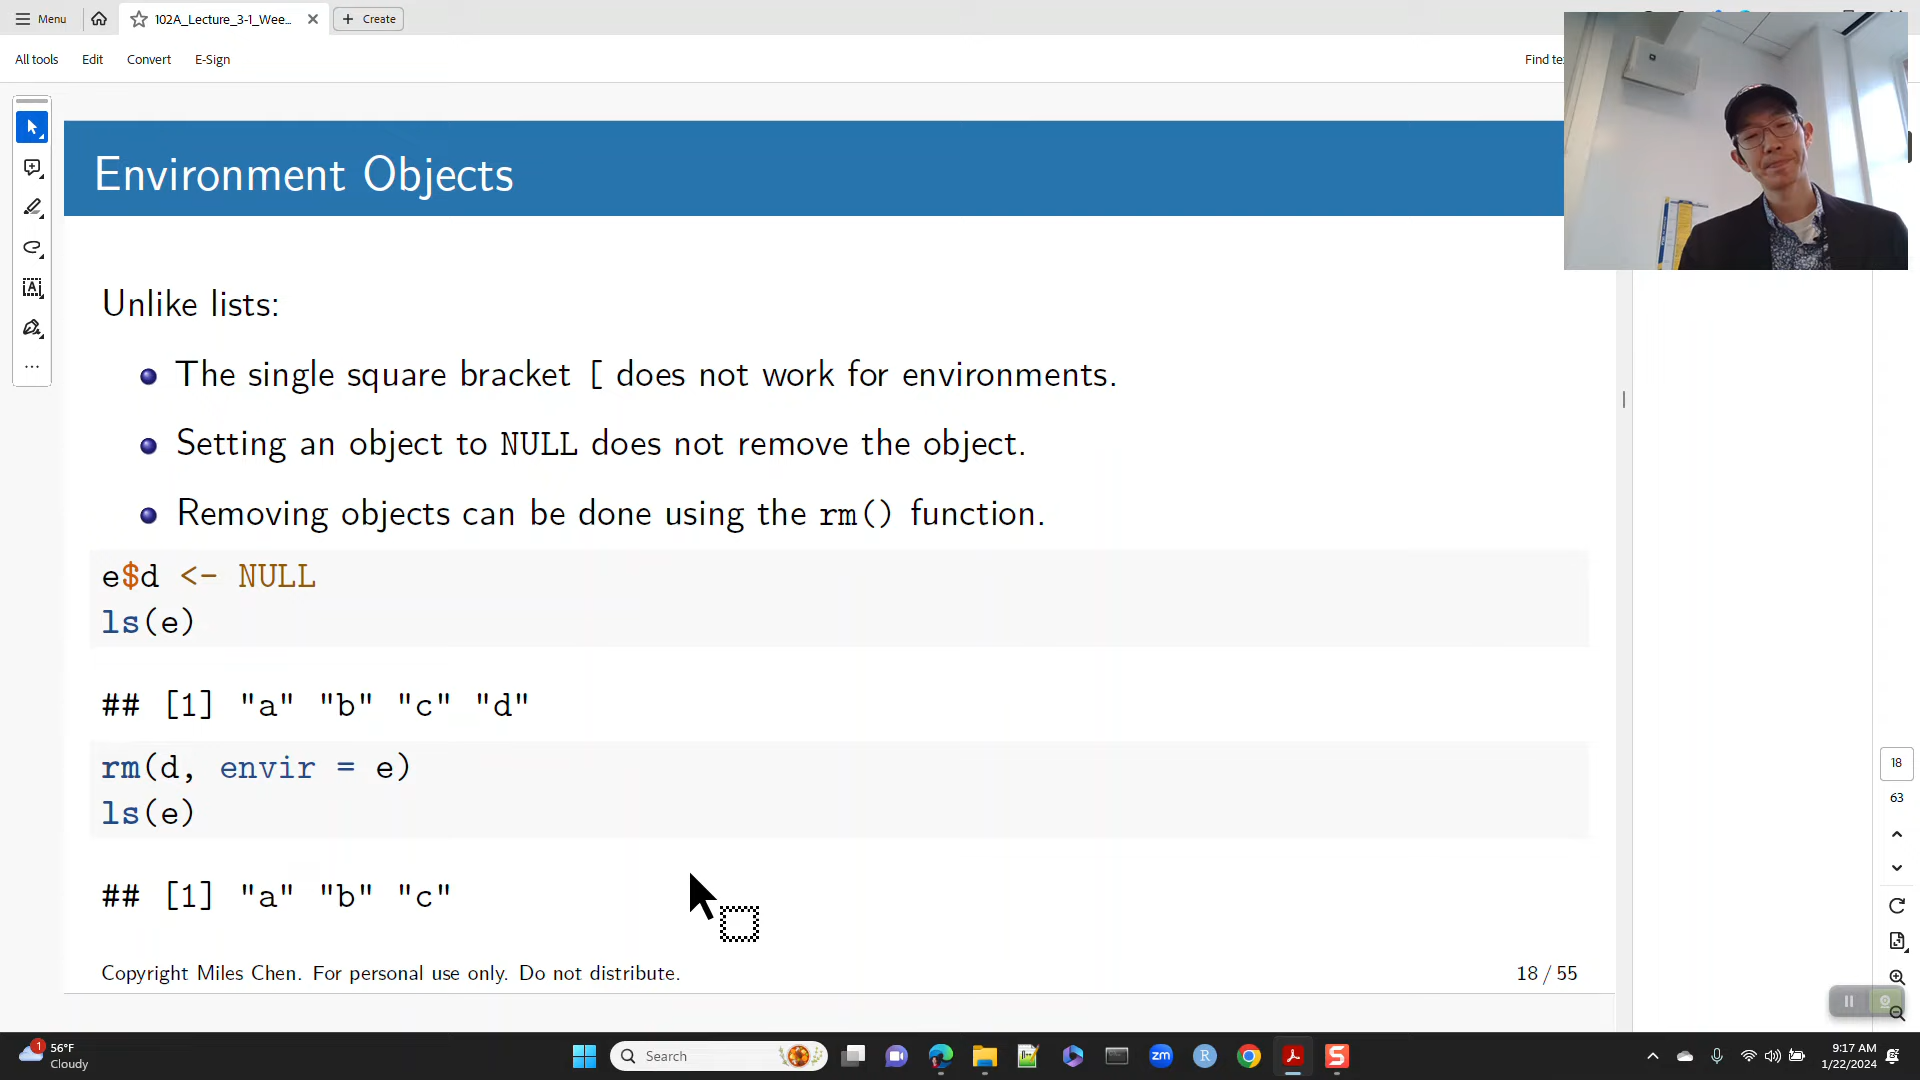 Menu
102A_Lecture_3-1_Wee...
Create
All tools
Edit
Convert
E-Sign
Environment Objects
Unlike lists:
The single square bracket [ does not work for environments.
Setting an object to NULL does not remove the object.
Removing objects can be done using the rm() function.
e$d <- NULL
ls(e)
## [1] "a" "b" "c" "d"
rm(d, envir = e)
ls(e)
## [1] "a" "b" "c"
Copyright Miles Chen. For personal use only. Do not distribute.
18 / 55
18
63
1
56°F
Cloudy
Search
zm
R
S
9:17 AM
1/22/2024